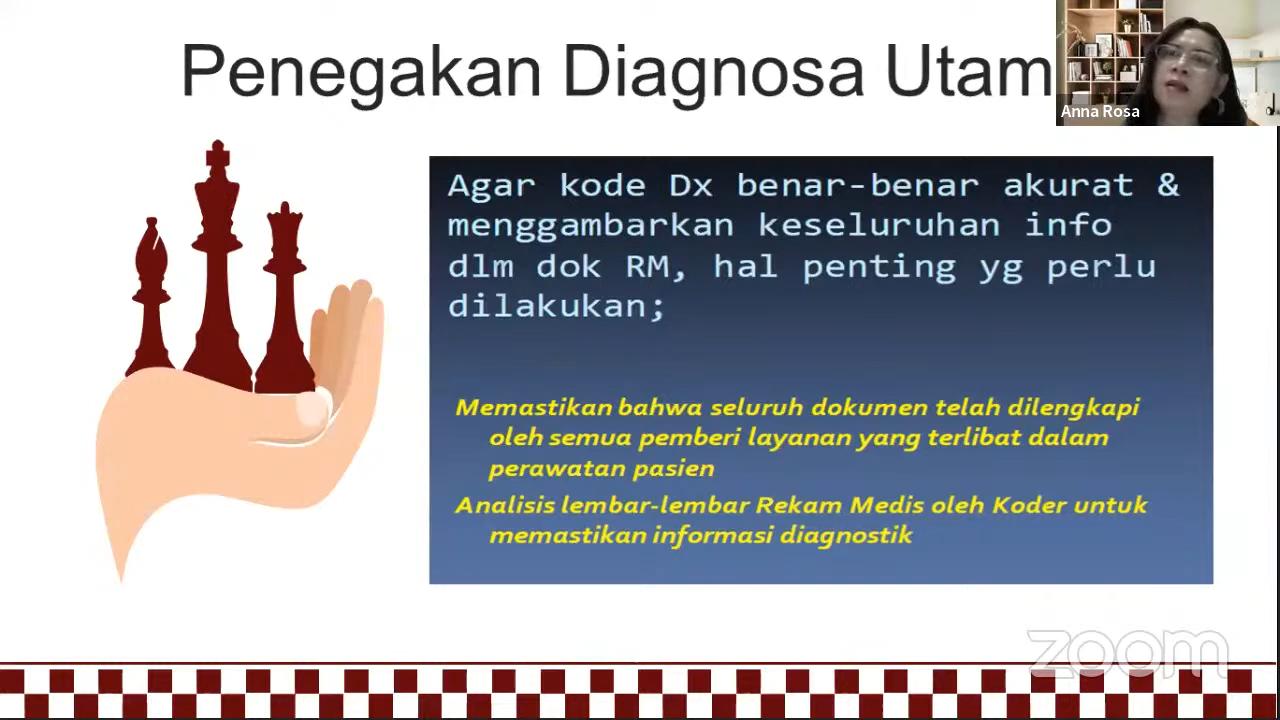 Penegakan Diagnosa Utam
Anna Rosa
Agar kode Dx benar-benar akurat &
menggambarkan keseluruhan info
dlm dok RM, hal penting yg perlu
dilakukan;
Memastikan bahwa seluruh dokumen telah dilengkapi
oleh semua pemberi layanan yang terlibat dalam
perawatan pasien
Analisis lembar-lembar Rekam Medis oleh Koder untuk
memastikan informasi diagnostik
zoom